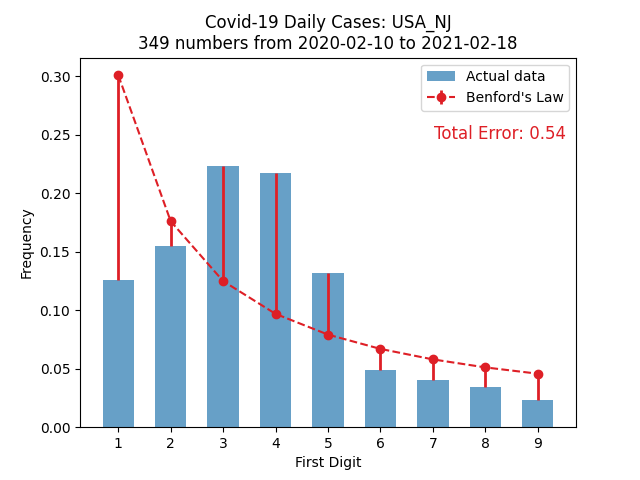 Covid-19 Daily Cases: USA_NJ
349 numbers from 2020-02-10 to 2021-02-18
Actual data
Benford's Law
Total Error: 0.54
Frequency
0.30
0.25
0.20
0.15
0.10
0.05
0.00
1 2 3 4 5 6 7 8 9
First Digit